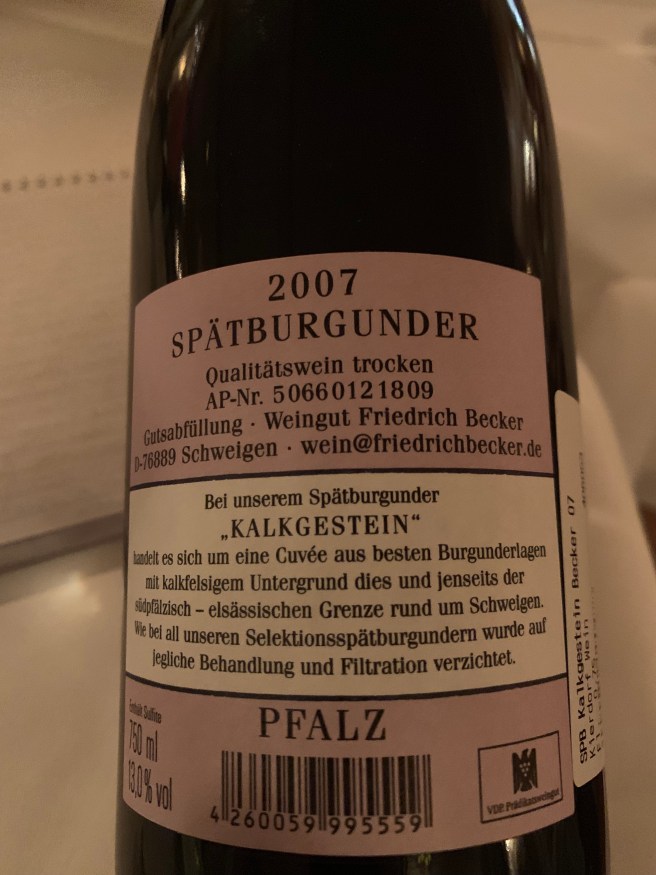 2007
SPÄTBURGUNDER
Qualitätswein trocken
AP-Nr. 50660121809
Gutsabfüllung · Weingut Friedrich Becker
D-76889 Schweigen · wein@friedrichbecker.de
Bei unserem Spätburgunder
„KALKGESTEIN“
handelt es sich um eine Cuvée aus besten Burgunderlagen
mit kalkfelsigem Untergrund dies und jenseits der
südpfälzisch – elsässischen Grenze rund um Schweigen.
Wie bei all unseren Selektionsspätburgundern wurde auf
jegliche Behandlung und Filtration verzichtet.
Enthält Sulfite
750 ml
13,0 % vol
PFALZ
4 260059 995559
VDP. Prädikatsweingut
SPB Kalkgestein Becker 07
Kierdorf Wein